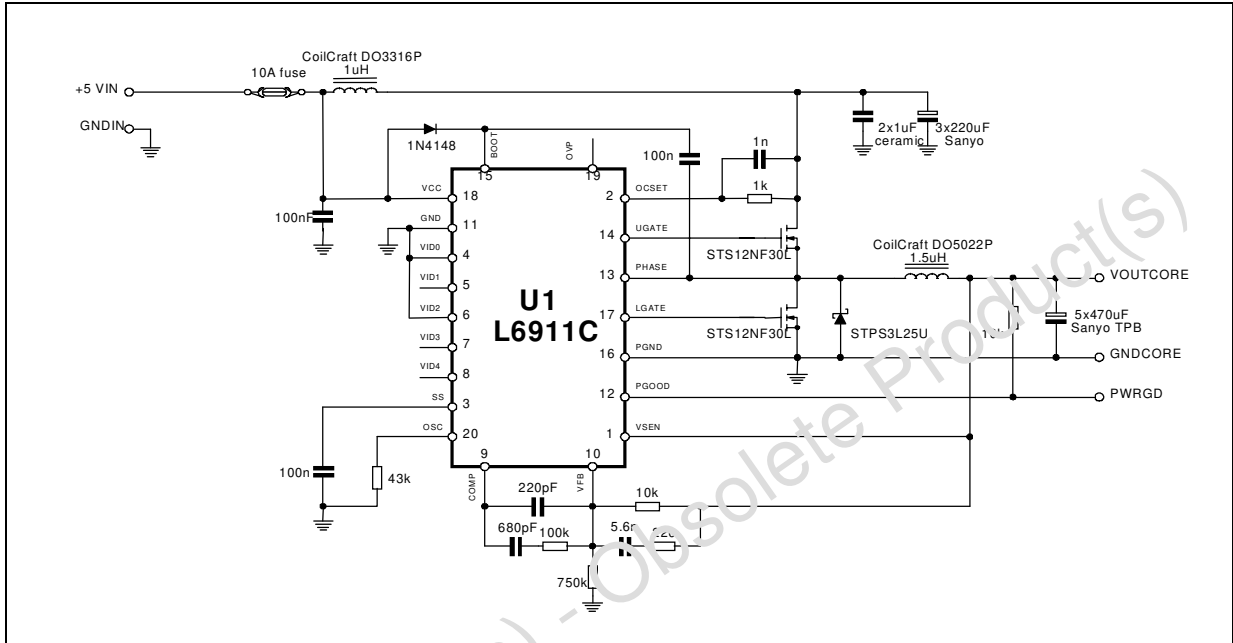 CoilCraft DO3316P
1uH
10A fuse
+5 VIN
GNDIN
1N4148
BOOT
15
OVP
19
100n
1n
1k
2x1uF
ceramic
3x220uF
Sanyo
VCC
18
100nF
GND
11
VID0
4
VID1
5
VID2
6
VID3
7
VID4
8
SS
3
OSC
20
100n
43k
U1
L6911C
2
OCSET
14
UGATE
STS12NF30L
13
PHASE
17
LGATE
STS12NF30L
16
PGND
12
PGOOD
1
VSEN
CoilCraft DO5022P
1.5uH
STPS3L25U
5x470uF
Sanyo TPB
VOUTCORE
GNDCORE
PWRGD
9
COMP
10
VFB
220pF
10k
680pF
100k
5.6n
750k
) - Obsolete Product(s)